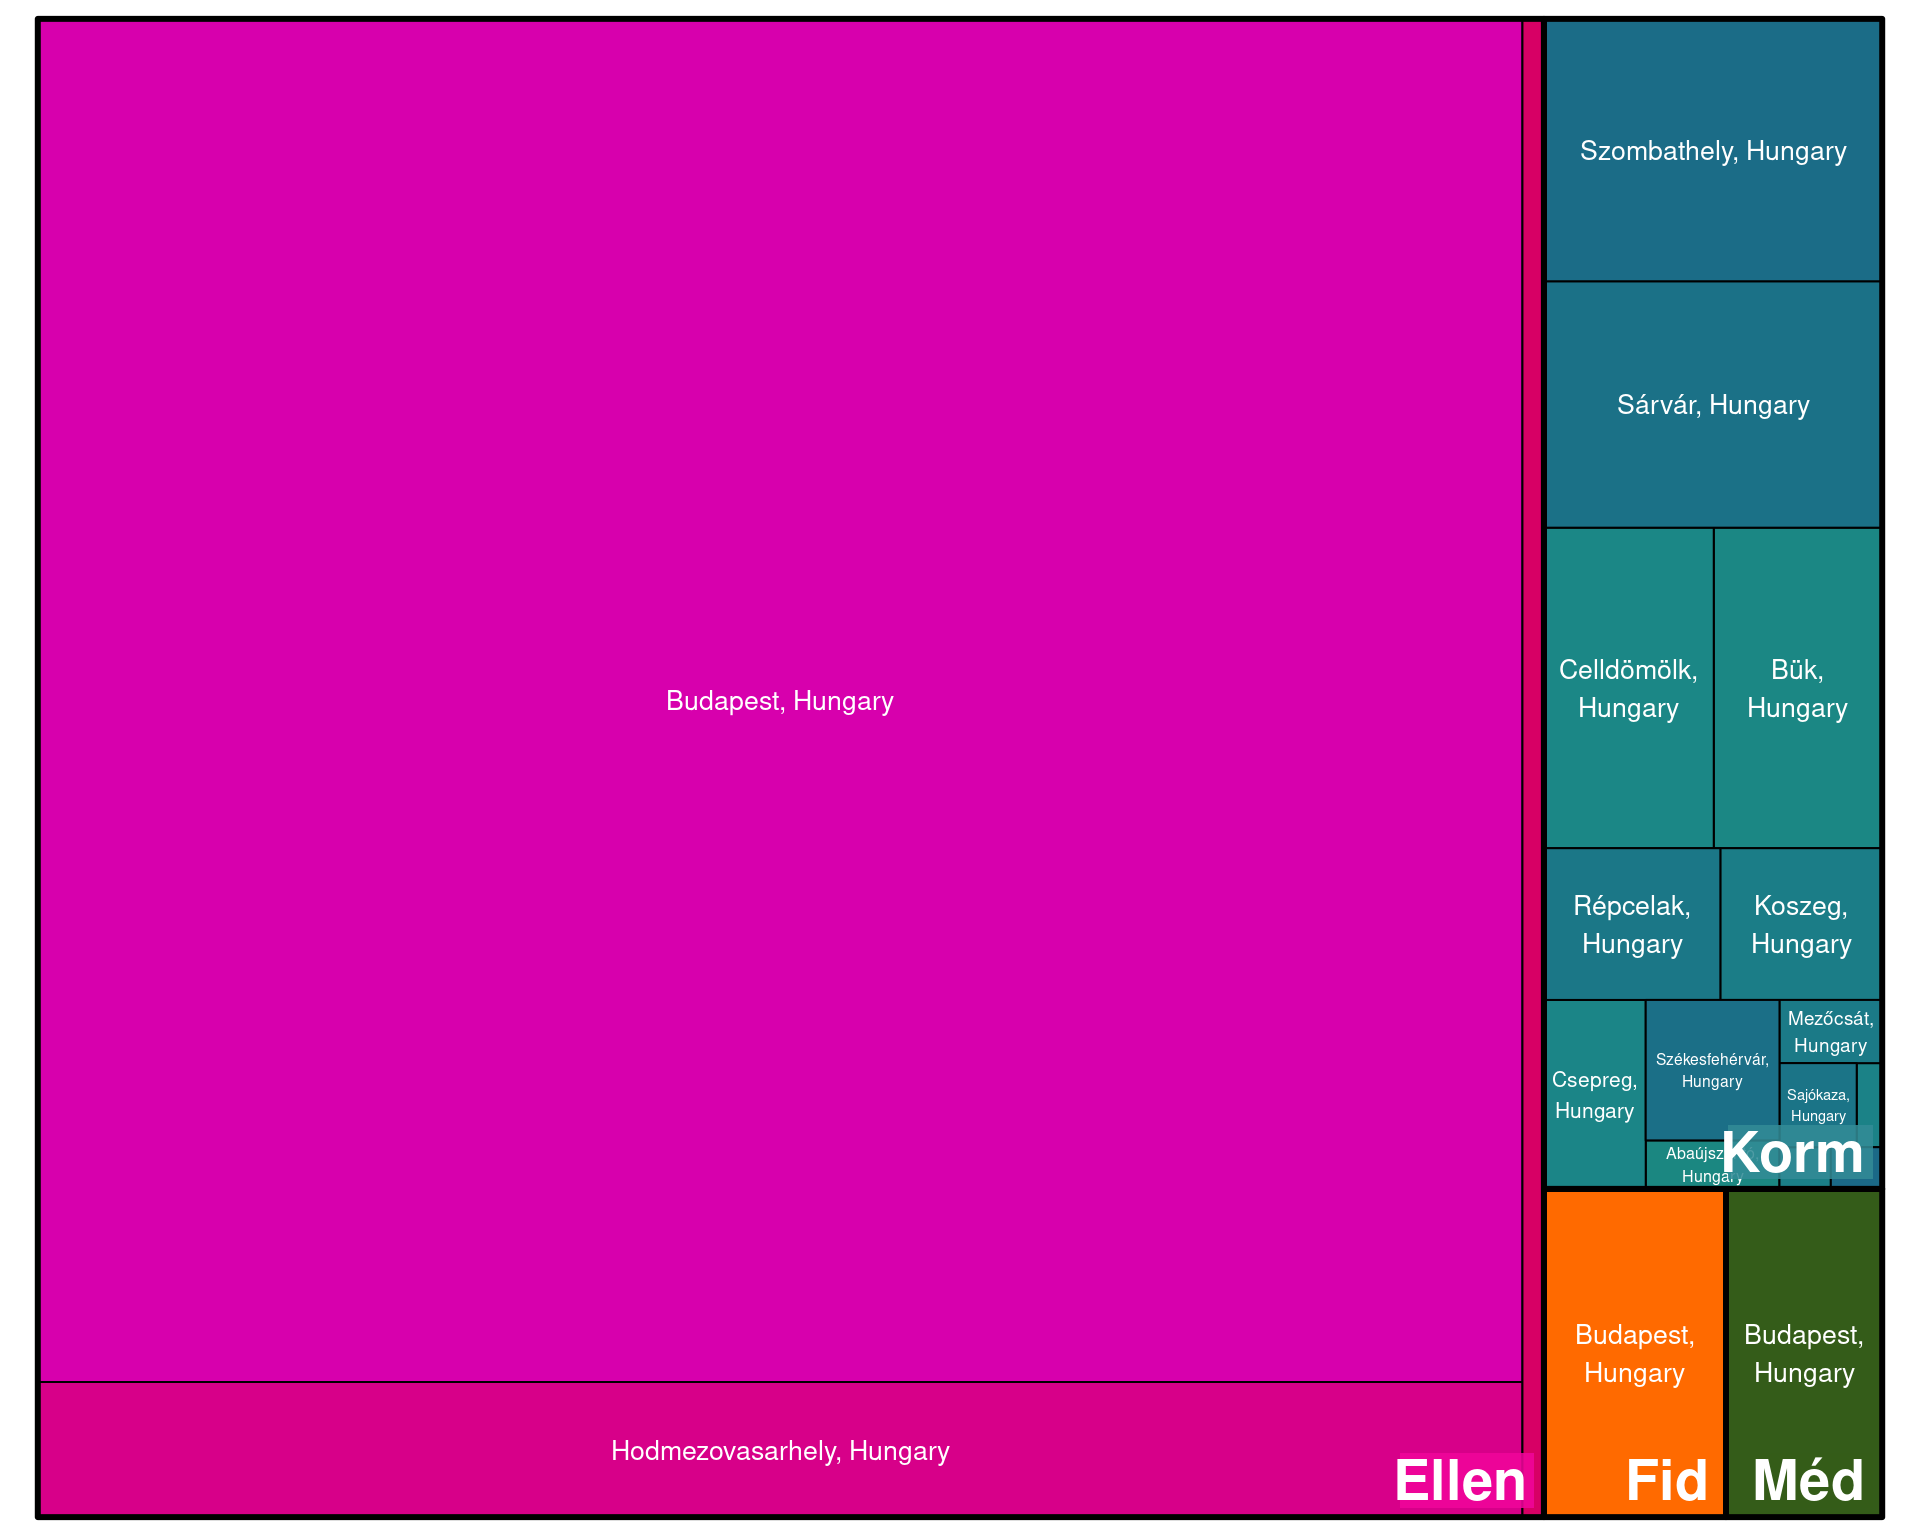 Budapest, Hungary
Hodmezovasarhely, Hungary
Ellen
Szombathely, Hungary
Sárvár, Hungary
Celldömölk,
Hungary
Bük,
Hungary
Répcelak,
Hungary
Koszeg,
Hungary
Csepreg,
Hungary
Székesfehérvár,
Hungary
Mezőcsát,
Hungary
Sajókaza,
Hungary
Hungary
Korm
Budapest,
Hungary
Fid
Budapest,
Hungary
Méd